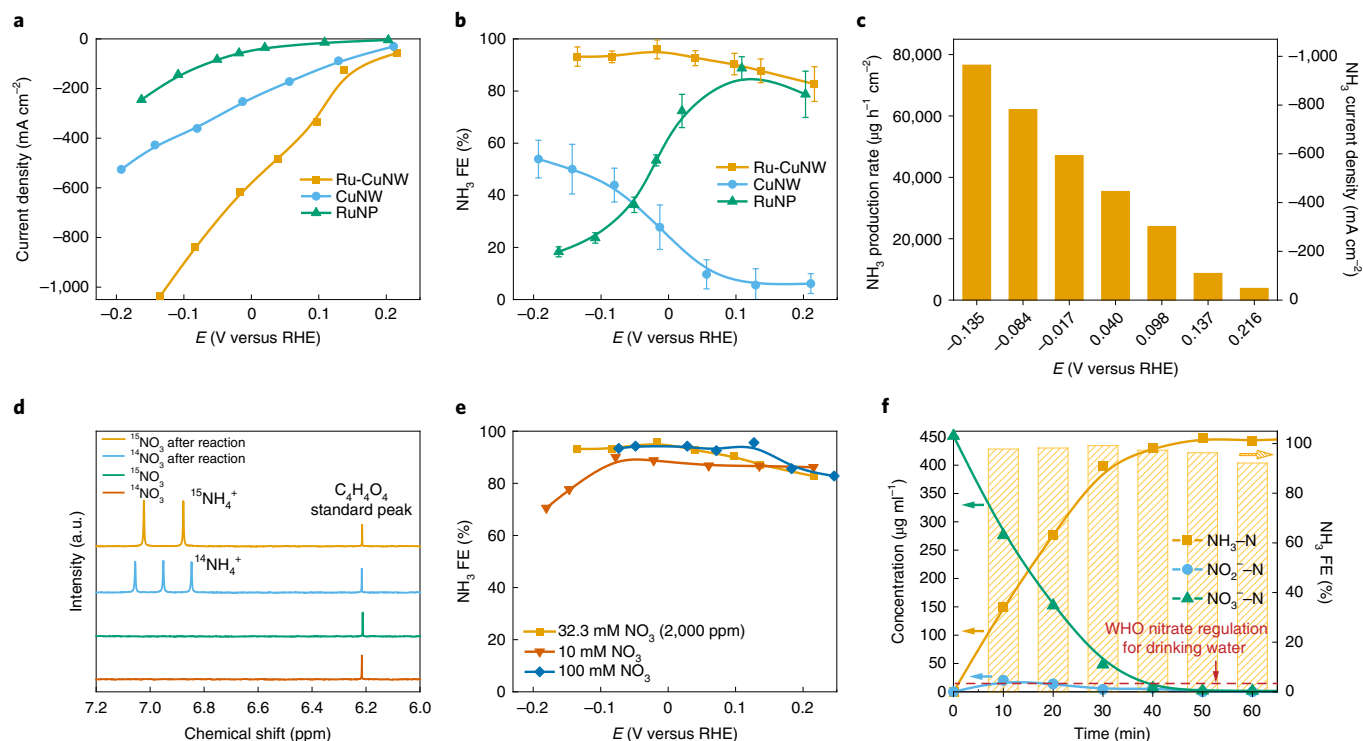 a
0
−200
−400
−600
−800
−1,000
Current density (mA cm−2)
Ru-CuNW
CuNW
RuNP
−0.2
−0.1
0
0.1
0.2
E (V versus RHE)
b
100
80
60
40
20
0
NH3 FE (%)
Ru-CuNW
CuNW
RuNP
−0.2
−0.1
0
0.1
0.2
E (V versus RHE)
c
80,000
60,000
40,000
20,000
0
NH3 production rate (μg h−1 cm−2)
−1,000
−800
−600
−400
−200
0
NH3 current density (mA cm−2)
−0.135
−0.084
−0.017
0.040
0.098
0.137
0.216
E (V versus RHE)
d
15NO3 after reaction
14NO3 after reaction
15NO3
14NO3
15NH4+
14NH4+
C4H4O4
standard peak
Intensity (a.u.)
7.2
7.0
6.8
6.6
6.4
6.2
6.0
Chemical shift (ppm)
e
100
80
60
40
20
0
NH3 FE (%)
32.3 mM NO3 (2,000 ppm)
10 mM NO3
100 mM NO3
−0.2
−0.1
0
0.1
0.2
E (V versus RHE)
f
450
400
350
300
250
200
150
100
50
0
Concentration (μg ml−1)
NH3–N
NO2−–N
NO3−–N
WHO nitrate regulation
for drinking water
100
80
60
40
20
0
NH3 FE (%)
0
10
20
30
40
50
60
Time (min)